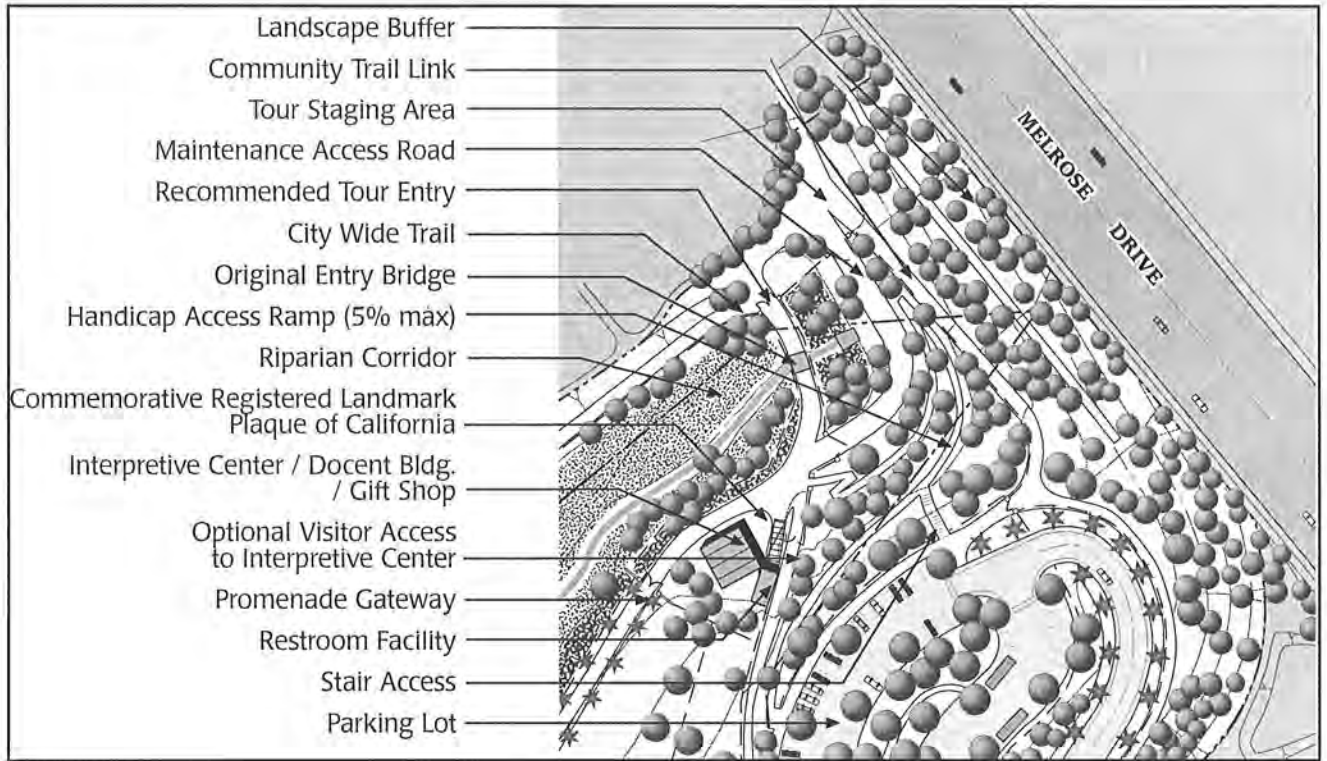 Landscape Buffer
Community Trail Link
Tour Staging Area
Maintenance Access Road
Recommended Tour Entry
City Wide Trail
Original Entry Bridge
Handicap Access Ramp (5% max)
Riparian Corridor
Commemorative Registered Landmark
Plaque of California
Interpretive Center / Docent Bldg.
/ Gift Shop
Optional Visitor Access
to Interpretive Center
Promenade Gateway
Restroom Facility
Stair Access
Parking Lot
MELROSE DRIVE